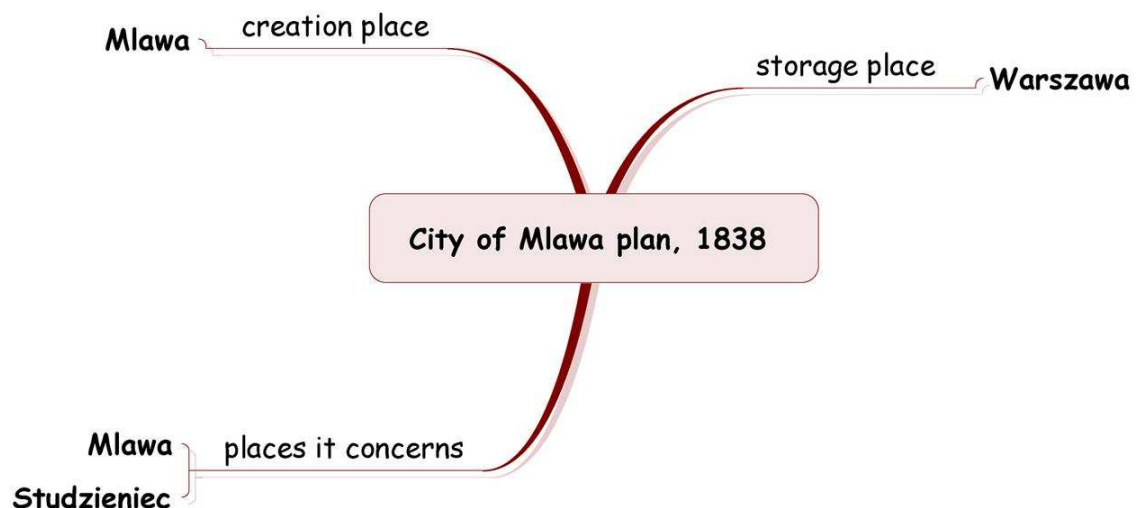 Mlawa
creation place
storage place
Warszawa
City of Mlawa plan, 1838
Mlawa
places it concerns
Studzieniec